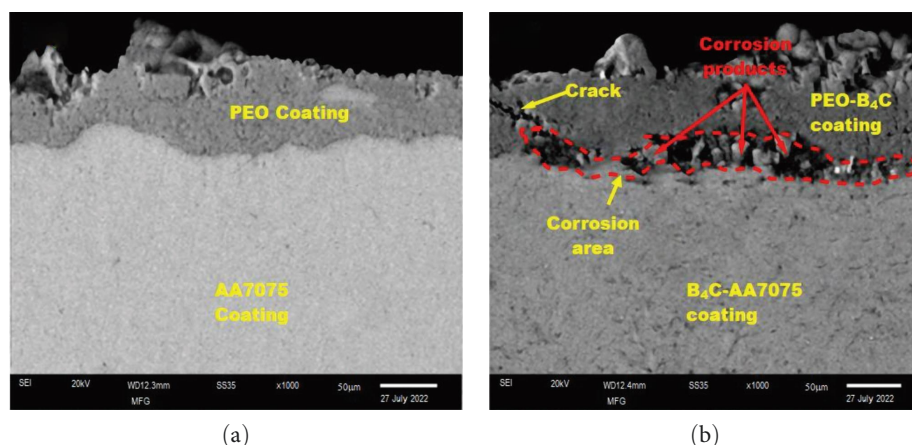 PEO Coating
AA7075
Coating
SEI 20kV WD12.3mm SS35 x1000 50μm
MFG 27 July 2022
(a)
Corrosion
products
Crack
PEO-B₄C
coating
Corrosion
area
B₄C-AA7075
coating
SEI 20kV WD12.4mm SS35 x1000 50μm
MFG 27 July 2022
(b)